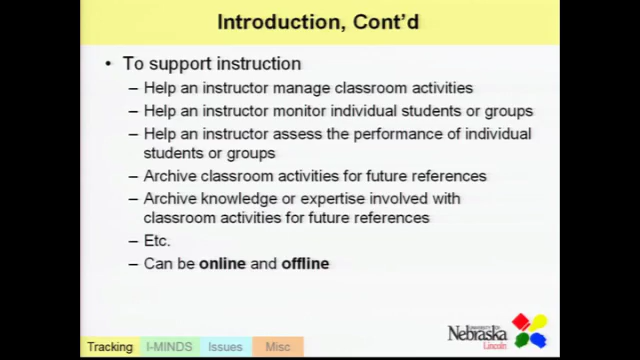 Introduction, Cont'd
• To support instruction
– Help an instructor manage classroom activities
– Help an instructor monitor individual students or groups
– Help an instructor assess the performance of individual
students or groups
– Archive classroom activities for future references
– Archive knowledge or expertise involved with
classroom activities for future references
– Etc.
– Can be online and offline
UNIVERSITY OF
Nebraska
Lincoln
Tracking
I-MINDS
Issues
Misc